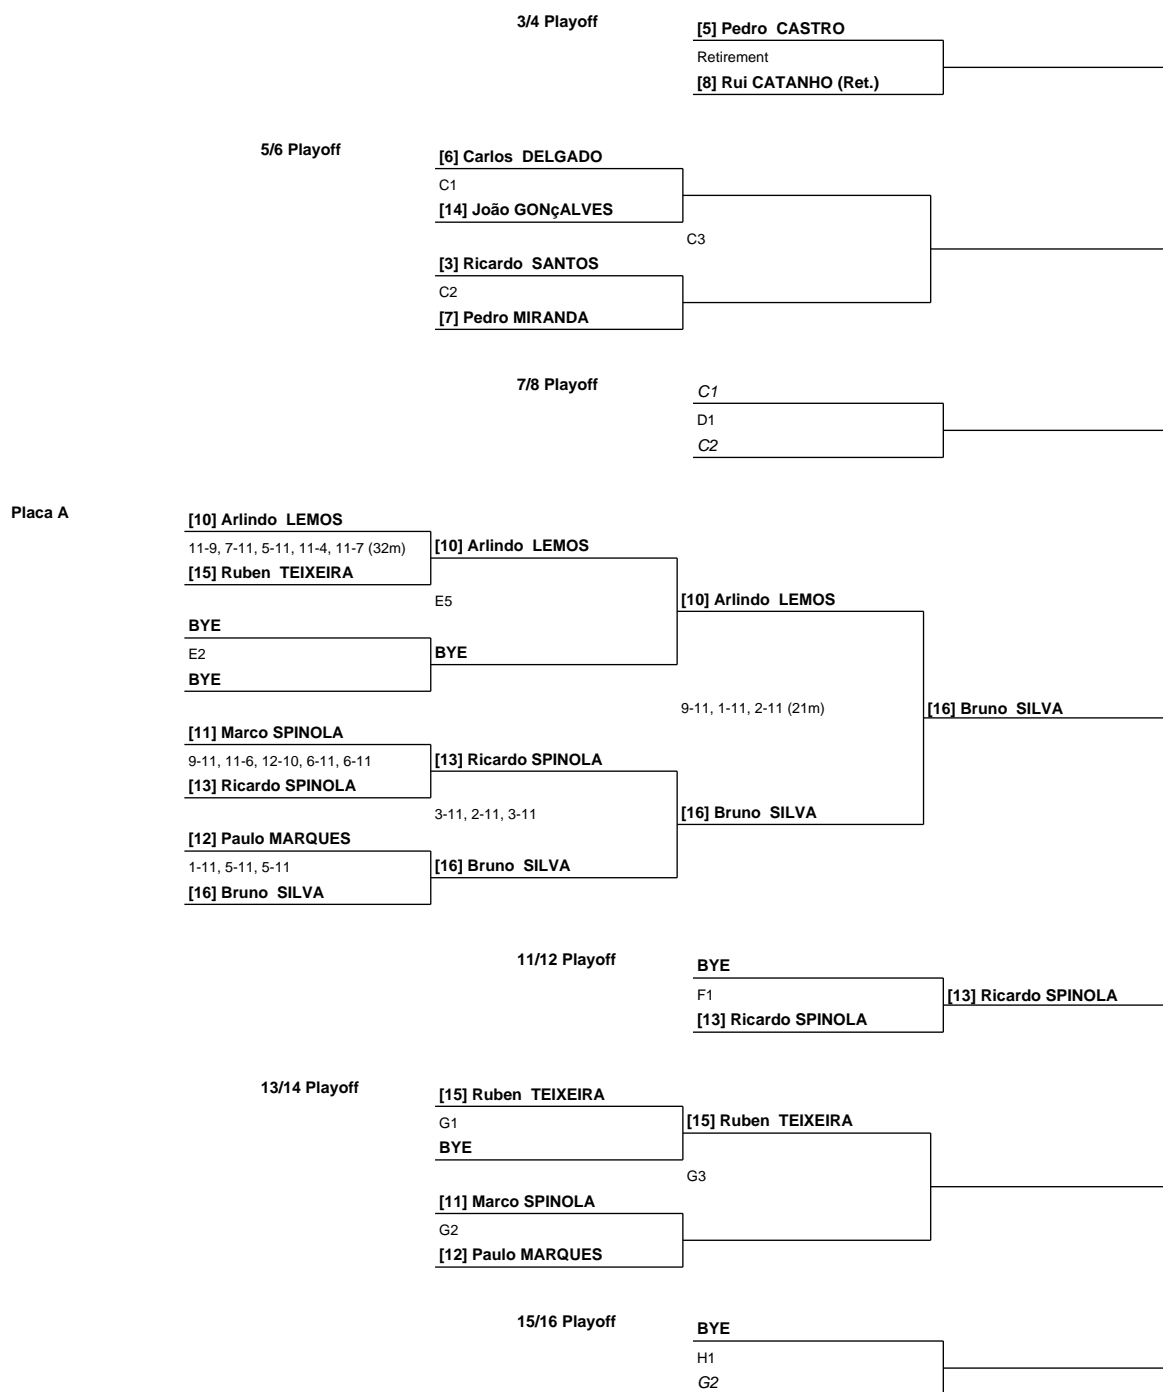 3/4 Playoff
[5] Pedro CASTRO
Retirement
[8] Rui CATANHO (Ret.)
5/6 Playoff
[6] Carlos DELGADO
C1
[14] João GONçALVES
C3
[3] Ricardo SANTOS
C2
[7] Pedro MIRANDA
7/8 Playoff
C1
D1
C2
Placa A
[10] Arlindo LEMOS
11-9, 7-11, 5-11, 11-4, 11-7 (32m)
[10] Arlindo LEMOS
[15] Ruben TEIXEIRA
E5
[10] Arlindo LEMOS
BYE
E2
BYE
BYE
9-11, 1-11, 2-11 (21m)
[16] Bruno SILVA
[11] Marco SPINOLA
9-11, 11-6, 12-10, 6-11, 6-11
[13] Ricardo SPINOLA
[13] Ricardo SPINOLA
3-11, 2-11, 3-11
[16] Bruno SILVA
[12] Paulo MARQUES
1-11, 5-11, 5-11
[16] Bruno SILVA
[16] Bruno SILVA
11/12 Playoff
BYE
F1
[13] Ricardo SPINOLA
[13] Ricardo SPINOLA
13/14 Playoff
[15] Ruben TEIXEIRA
G1
[15] Ruben TEIXEIRA
BYE
G3
[11] Marco SPINOLA
G2
[12] Paulo MARQUES
15/16 Playoff
BYE
H1
G2